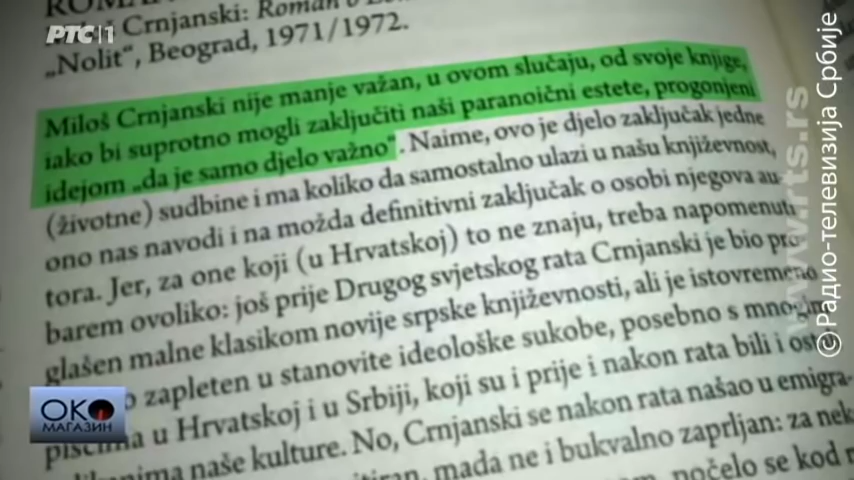 РТС|1
Crnjanski: Roman o
„Nolit“, Beograd, 1971/1972.
Miloš Crnjanski nije manje važan, u ovom slučaju, od svoje knjige,
iako bi suprotno mogli zaključiti naši paranoični estete, progonjeni
idejom „da je samo djelo važno“. Naime, ovo je djelo zaključak jedne
(životne) sudbine i ma koliko da samostalno ulazi u našu književnost,
ono nas navodi i na možda definitivni zaključak o osobi njegova au-
tora. Jer, za one koji (u Hrvatskoj) to ne znaju, treba napomenuti
barem ovoliko: još prije Drugog svjetskog rata Crnjanski je bio pro-
glašen malne klasikom novije srpske književnosti, ali je istovremeno
zapleten u stanovite ideološke sukobe, posebno s mnogim
piscima u Hrvatskoj i u Srbiji, koji su i prije i nakon rata bili i
naše kulture. No, Crnjanski se nakon rata našao u emigra-
mada ne i bukvalno zaprljan: za
počelo se kod
ОКО
МАГАЗИН
www.rts.rs
© Радио-телевизија Србије